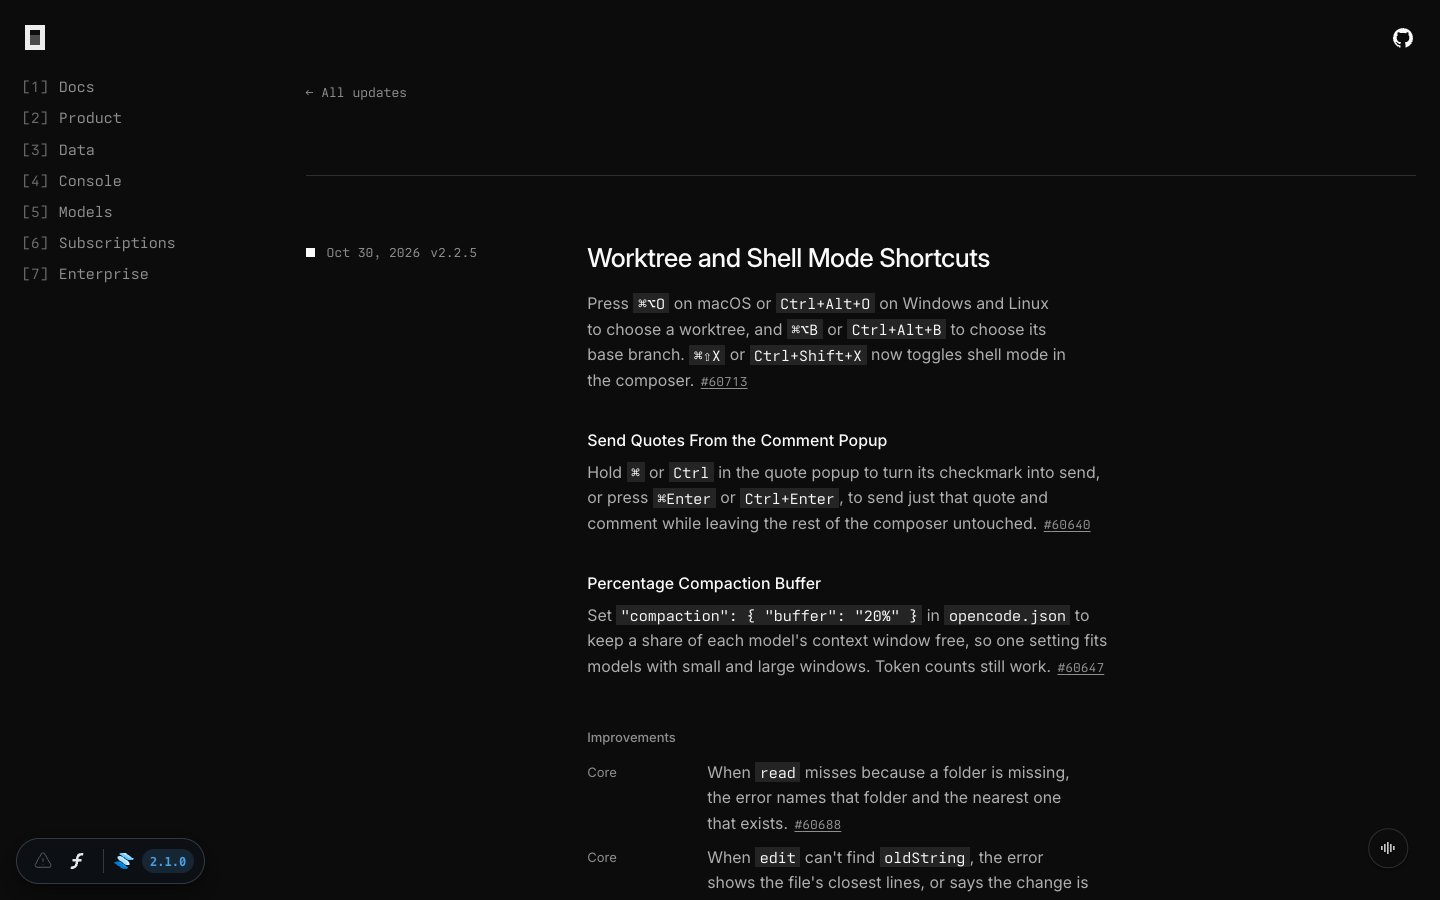 [1] Docs
[2] Product
[3] Data
[4] Console
[5] Models
[6] Subscriptions
[7] Enterprise
← All updates
Oct 30, 2026 v2.2.5
Worktree and Shell Mode Shortcuts
Press ⌘⌥O on macOS or Ctrl+Alt+O on Windows and Linux
to choose a worktree, and ⌘⌥B or Ctrl+Alt+B to choose its
base branch. ⌘⇧X or Ctrl+Shift+X now toggles shell mode in
the composer. #60713
Send Quotes From the Comment Popup
Hold ⌘ or Ctrl in the quote popup to turn its checkmark into send,
or press ⌘Enter or Ctrl+Enter, to send just that quote and
comment while leaving the rest of the composer untouched. #60640
Percentage Compaction Buffer
Set "compaction": { "buffer": "20%" } in opencode.json to
keep a share of each model's context window free, so one setting fits
models with small and large windows. Token counts still work. #60647
Improvements
Core
When read misses because a folder is missing,
the error names that folder and the nearest one
that exists. #60688
Core
When edit can't find oldString, the error
shows the file's closest lines, or says the change is
2.1.0